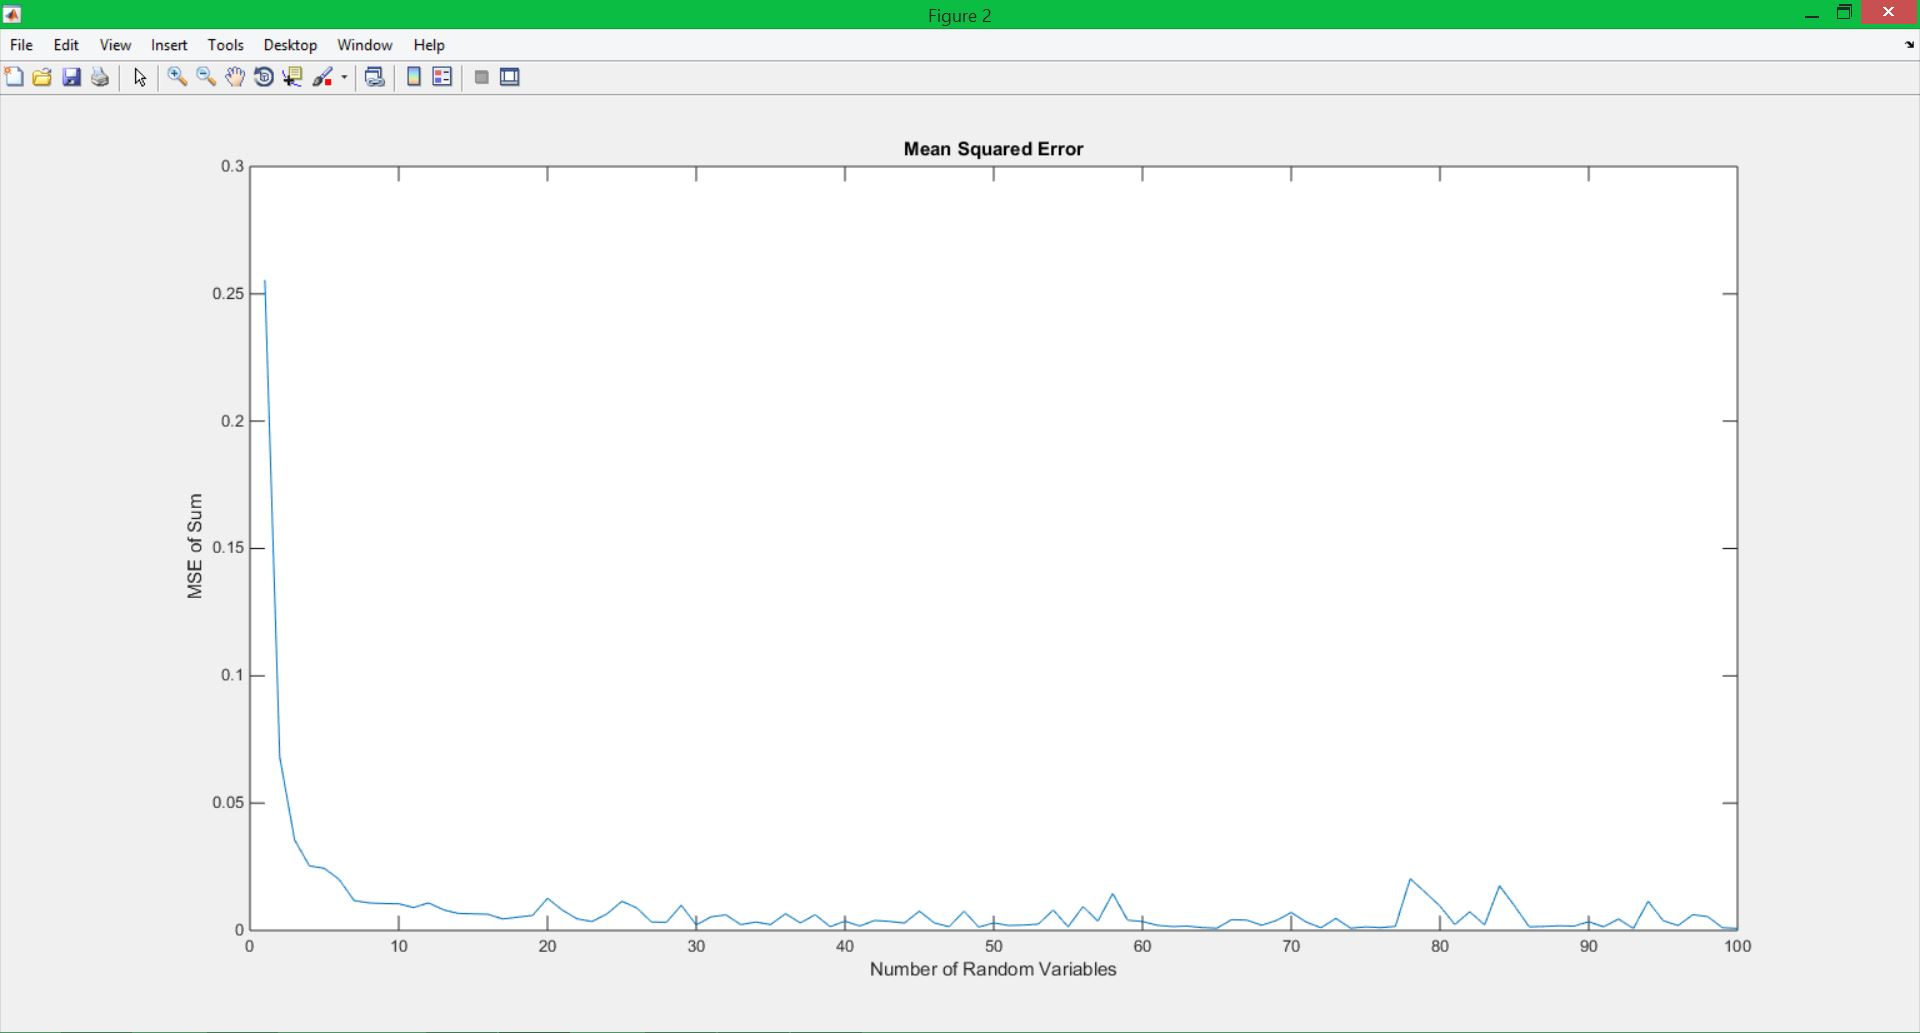 Figure 2
File Edit View Insert Tools Desktop Window Help
Mean Squared Error
0.3
0.25
0.2
0.15
0.1
0.05
0
MSE of Sum
0 10 20 30 40 50 60 70 80 90 100
Number of Random Variables